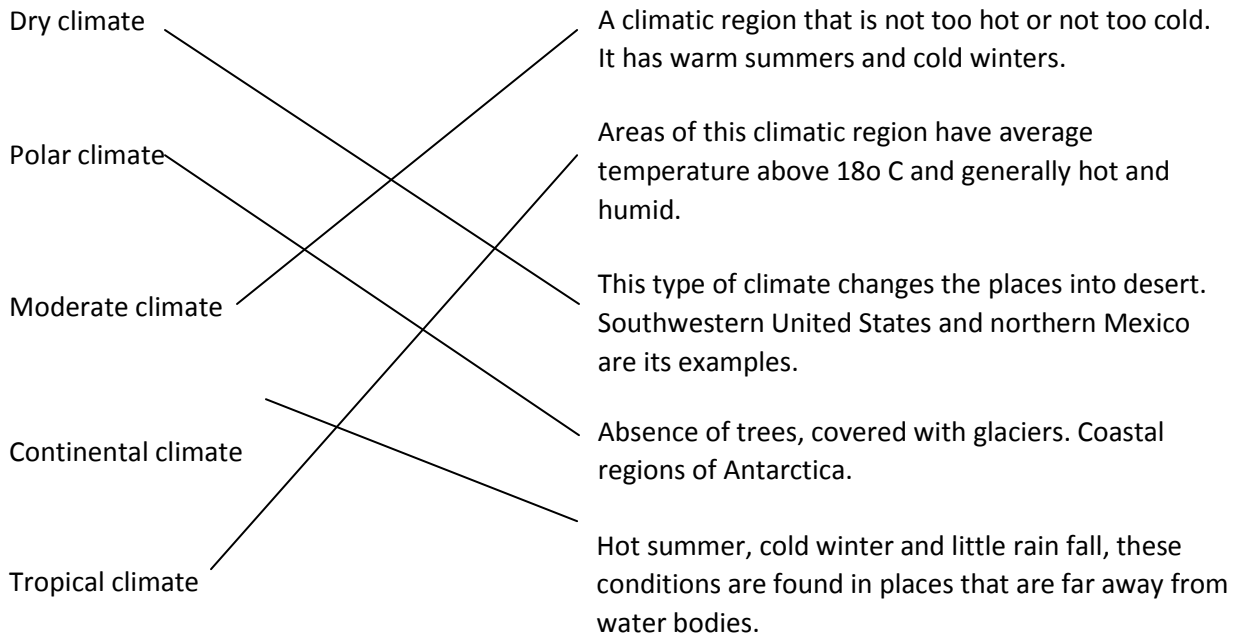 Dry climate
A climatic region that is not too hot or not too cold.
It has warm summers and cold winters.
Polar climate
Areas of this climatic region have average
temperature above 18o C and generally hot and
humid.
Moderate climate
This type of climate changes the places into desert.
Southwestern United States and northern Mexico
are its examples.
Continental climate
Absence of trees, covered with glaciers. Coastal
regions of Antarctica.
Tropical climate
Hot summer, cold winter and little rain fall, these
conditions are found in places that are far away from
water bodies.